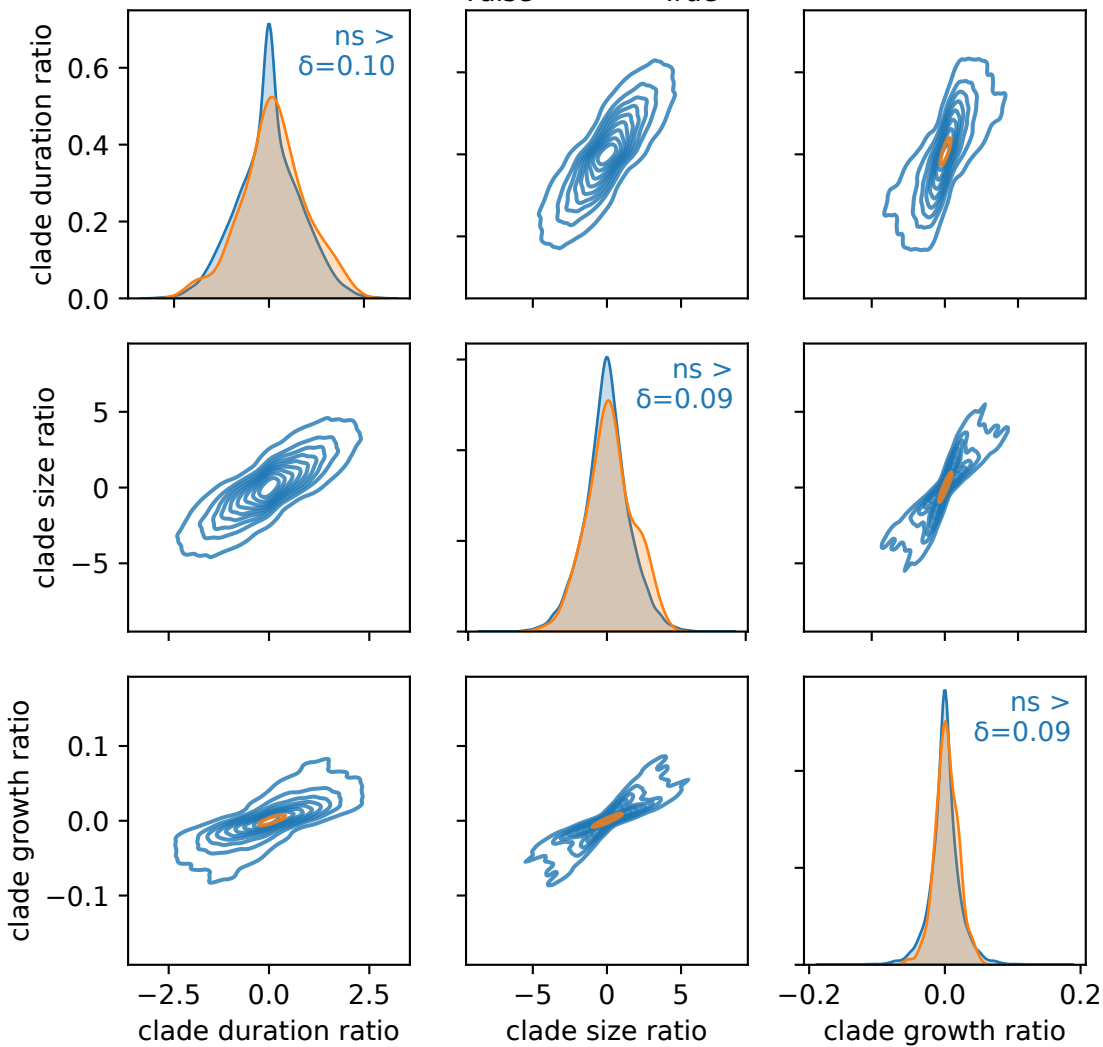 clade duration ratio
0.6
0.4
0.2
0.0
ns >
δ=0.10
clade size ratio
5
0
−5
ns >
δ=0.09
clade growth ratio
0.1
0.0
−0.1
ns >
δ=0.09
−2.5 0.0 2.5
−5 0 5
−0.2 0.0 0.2
clade duration ratio
clade size ratio
clade growth ratio